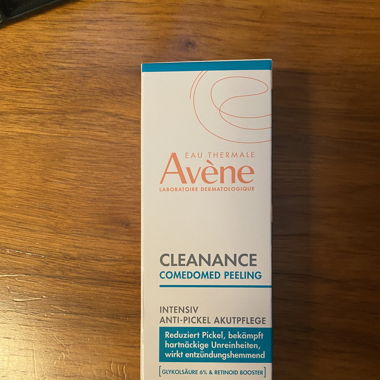 EAU THERMALE
Avène
LABORATOIRE DERMATOLOGIQUE
CLEANANCE
COMEDOMED PEELING
INTENSIV
ANTI-PICKEL AKUTPFLEGE
Reduziert Pickel, bekämpft
hartnäckige Unreinheiten,
wirkt entzündungshemmend
[GLYKOLSÄURE 6% & RETINOID BOOSTER]